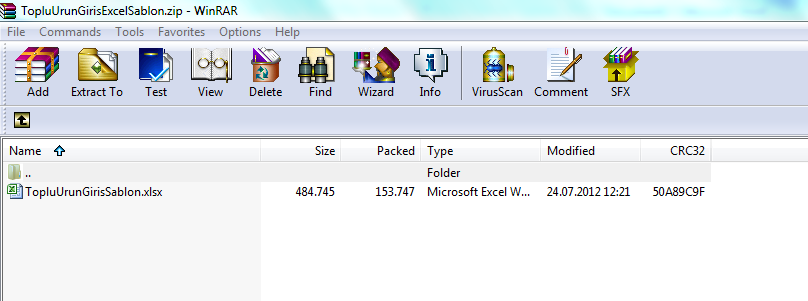 TopluUrunGirisExcelSablon.zip - WinRAR
File Commands Tools Favorites Options Help
Add Extract To Test View Delete Find Wizard Info VirusScan Comment SFX
Name Size Packed Type Modified CRC32
.. Folder
TopluUrunGirisSablon.xlsx 484.745 153.747 Microsoft Excel W... 24.07.2012 12:21 50A89C9F